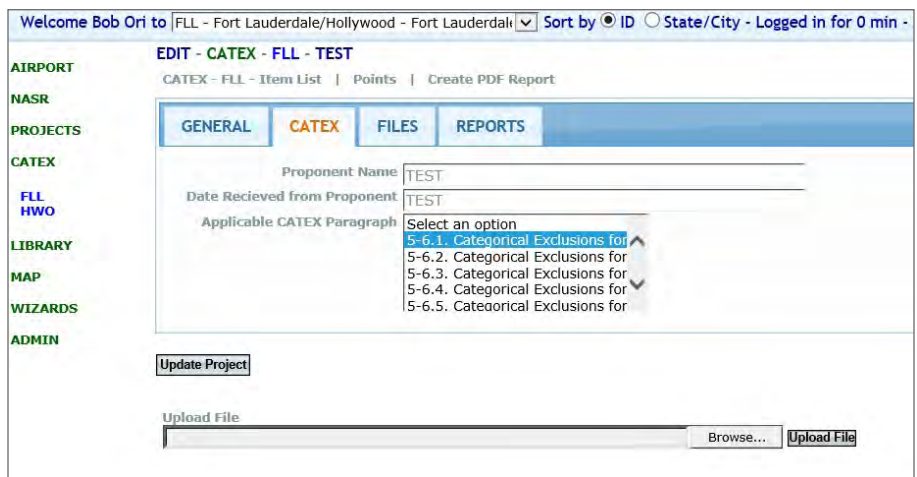 Welcome Bob Ori to FLL - Fort Lauderdale/Hollywood - Fort Lauderdale Sort by ID State/City - Logged in for 0 min -
EDIT - CATEX - FLL - TEST
CATEX - FLL - Item List | Points | Create PDF Report
AIRPORT
NASR
PROJECTS
CATEX
FLL
HWO
LIBRARY
MAP
WIZARDS
ADMIN
GENERAL CATEX FILES REPORTS
Proponent Name TEST
Date Recieved from Proponent TEST
Applicable CATEX Paragraph Select an option
5-6.1. Categorical Exclusions for
5-6.2. Categorical Exclusions for
5-6.3. Categorical Exclusions for
5-6.4. Categorical Exclusions for
5-6.5. Categorical Exclusions for
Update Project
Upload File
Browse... Upload File